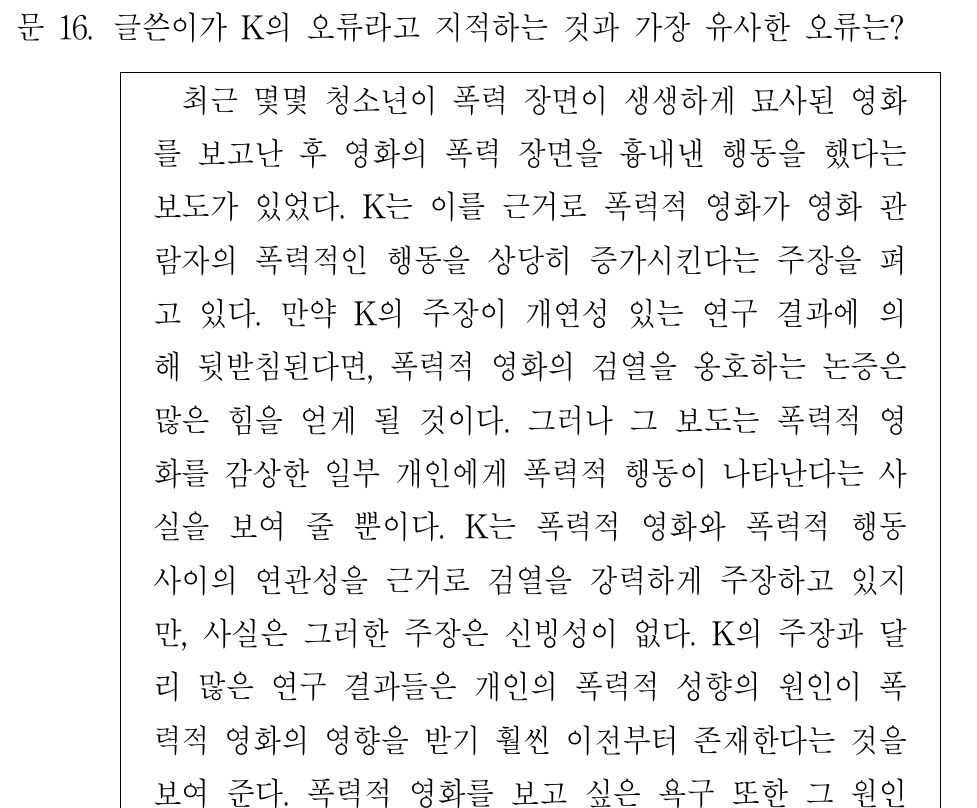 문 16. 글쓴이가 K의 오류라고 지적하는 것과 가장 유사한 오류는?
최근 몇몇 청소년이 폭력 장면이 생생하게 묘사된 영화
를 보고난 후 영화의 폭력 장면을 흉내낸 행동을 했다는
보도가 있었다. K는 이를 근거로 폭력적 영화가 영화 관
람자의 폭력적인 행동을 상당히 증가시킨다는 주장을 펴
고 있다. 만약 K의 주장이 개연성 있는 연구 결과에 의
해 뒷받침된다면, 폭력적 영화의 검열을 옹호하는 논증은
많은 힘을 얻게 될 것이다. 그러나 그 보도는 폭력적 영
화를 감상한 일부 개인에게 폭력적 행동이 나타난다는 사
실을 보여 줄 뿐이다. K는 폭력적 영화와 폭력적 행동
사이의 연관성을 근거로 검열을 강력하게 주장하고 있지
만, 사실은 그러한 주장은 신빙성이 없다. K의 주장과 달
리 많은 연구 결과들은 개인의 폭력적 성향의 원인이 폭
력적 영화의 영향을 받기 훨씬 이전부터 존재한다는 것을
보여 준다. 폭력적 영화를 보고 싶은 욕구 또한 그 원인